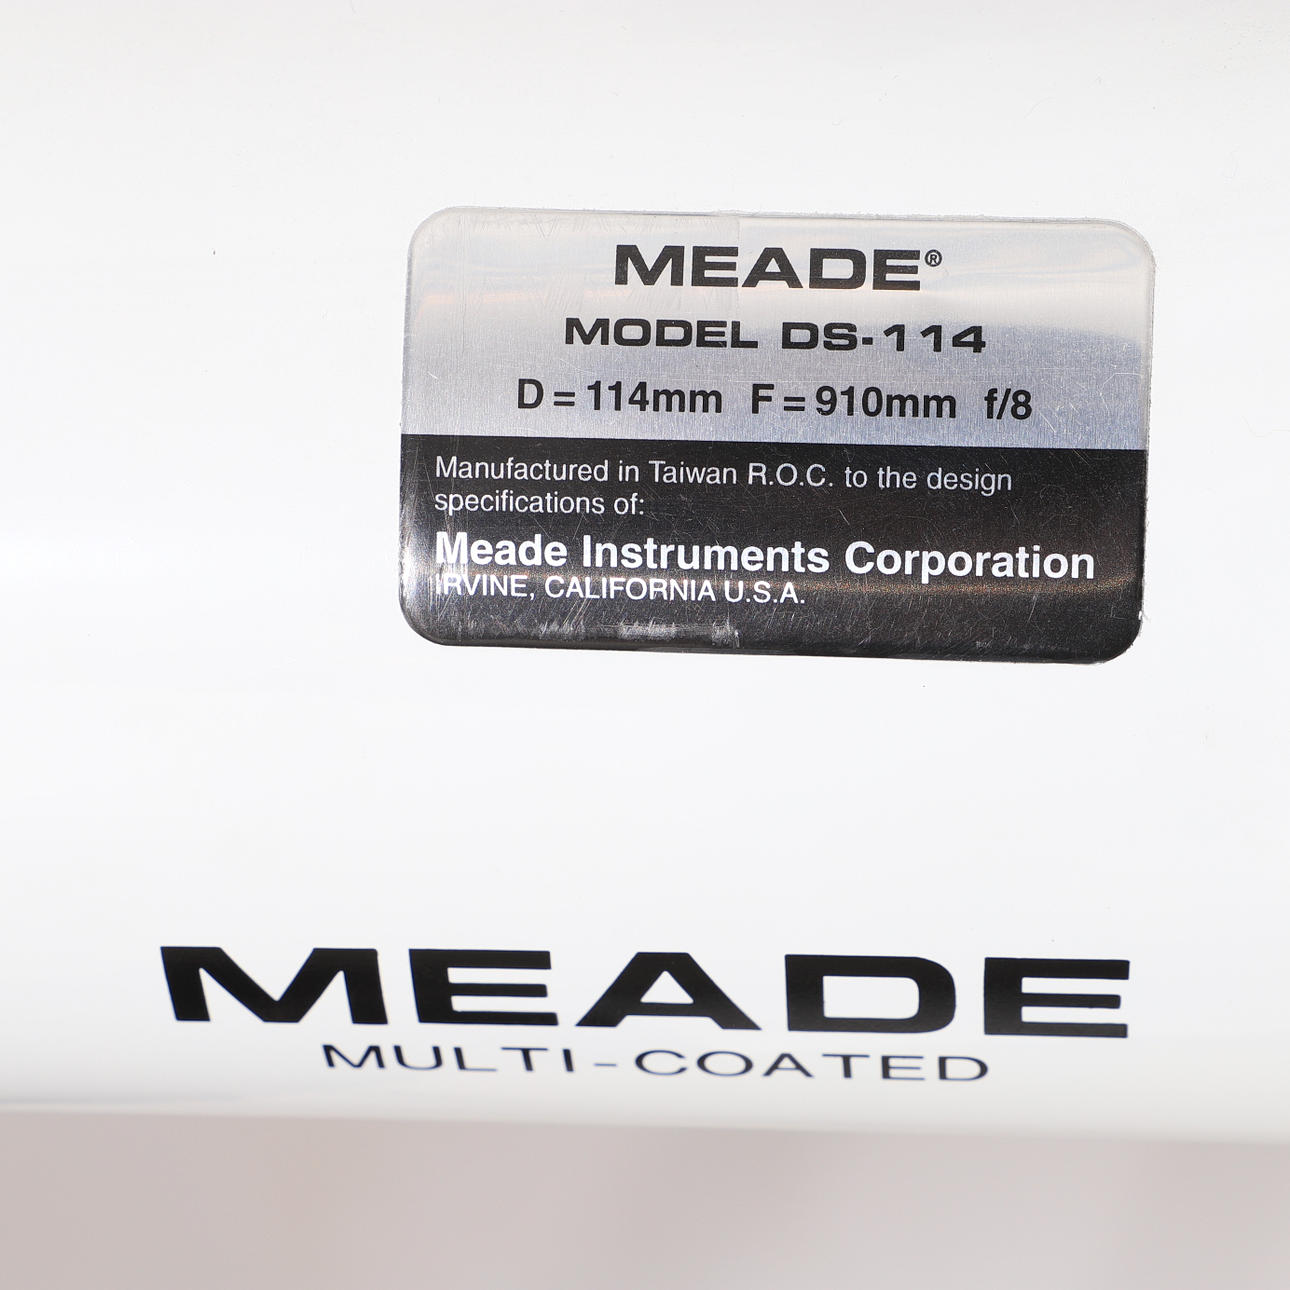 MEADE®
MODEL DS-114
D = 114mm F = 910mm f/8
Manufactured in Taiwan R.O.C. to the design
specifications of:
Meade Instruments Corporation
IRVINE, CALIFORNIA U.S.A.
MEADE
MULTI-COATED